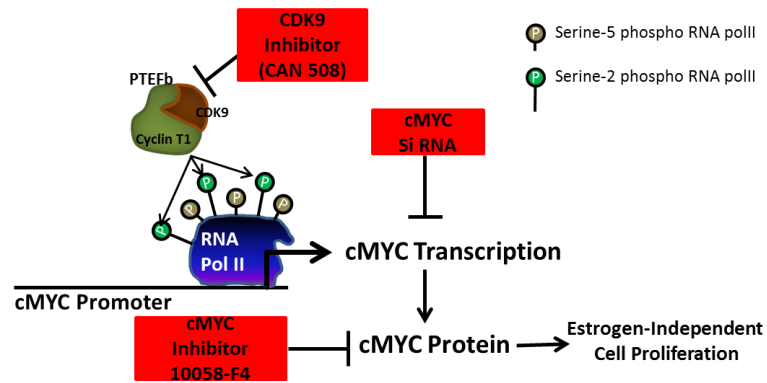 CDK9
Inhibitor
(CAN 508)
P Serine-5 phospho RNA polII
P Serine-2 phospho RNA polII
PTEFb
CDK9
Cyclin T1
cMYC
Si RNA
P
P
P
P
P
P
RNA
Pol II
cMYC Transcription
cMYC Promoter
cMYC
Inhibitor
10058-F4
cMYC Protein
Estrogen-Independent
Cell Proliferation